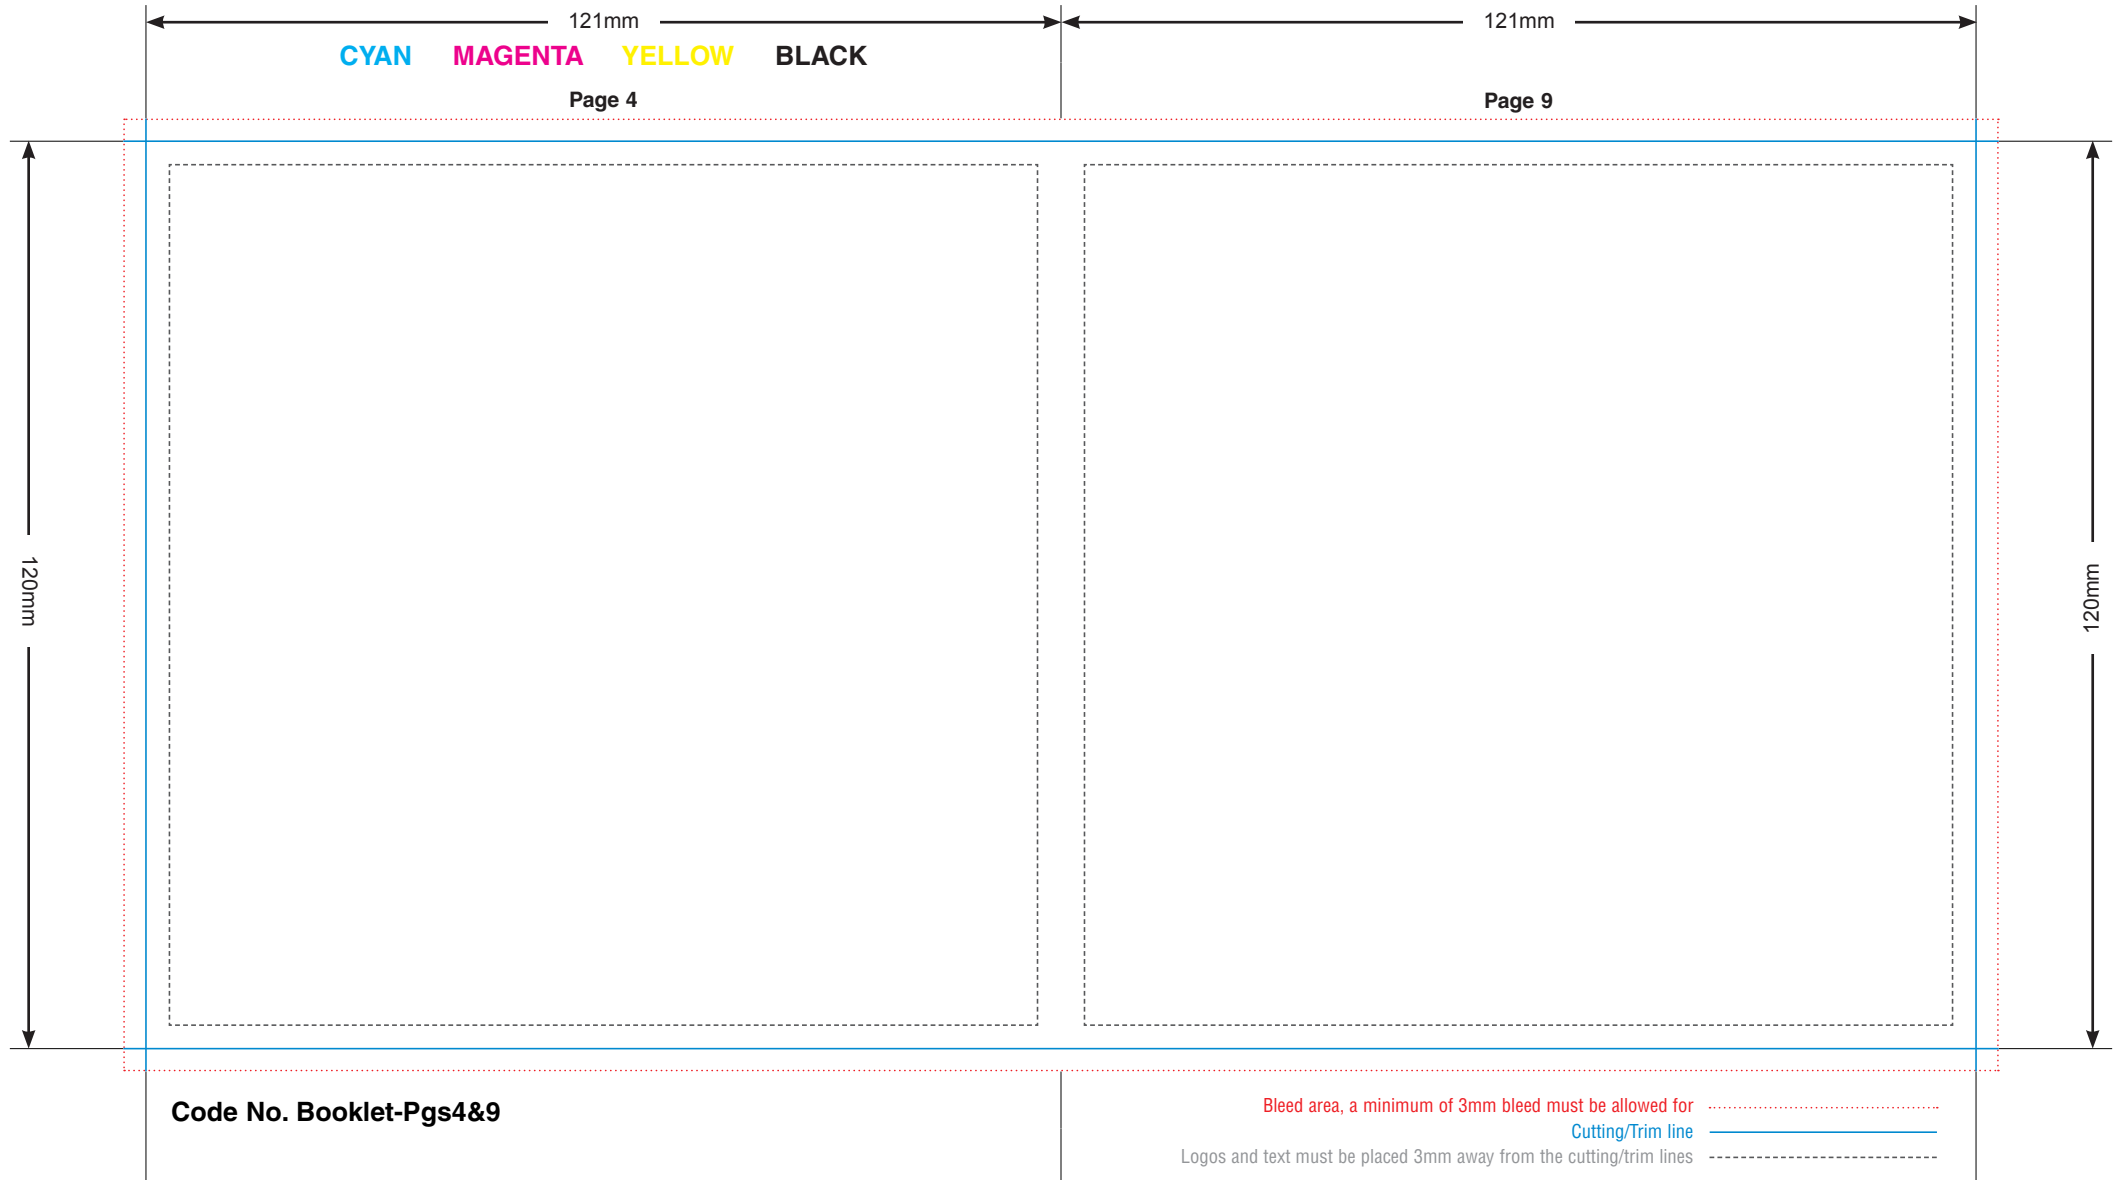 121mm 121mm
CYAN MAGENTA YELLOW BLACK
Page 4 Page 9
120mm 120mm
Code No. Booklet-Pgs4&9
Bleed area, a minimum of 3mm bleed must be allowed for
Cutting/Trim line
Logos and text must be placed 3mm away from the cutting/trim lines